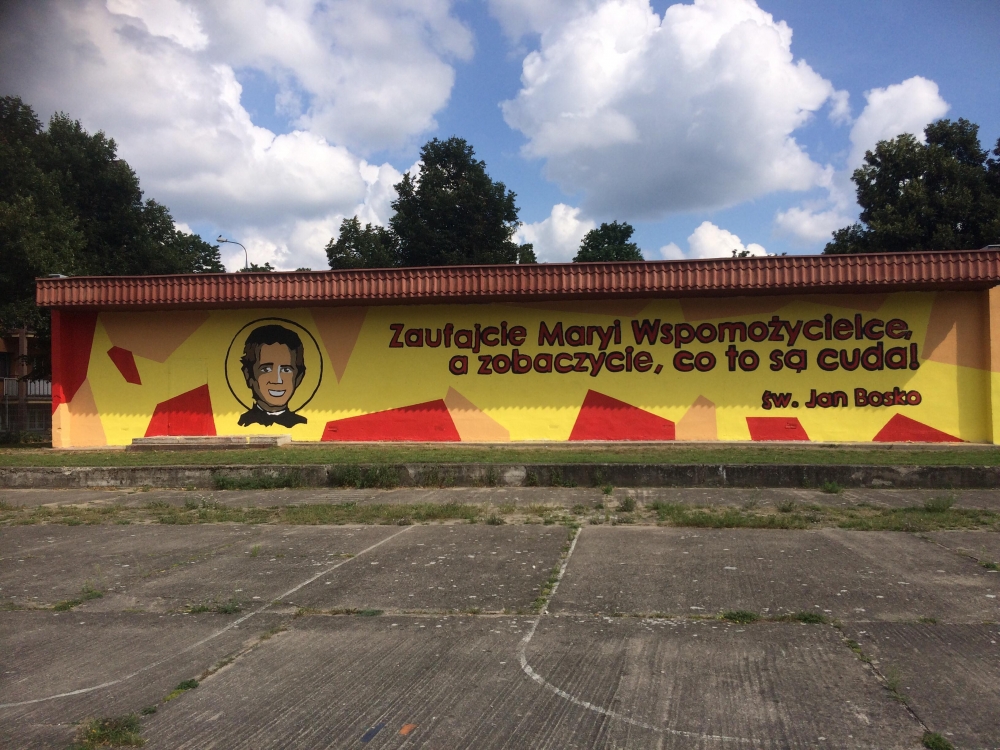 Zaufajcie Maryi Wspomożycielce,
a zobaczycie, co to są cuda!
św. Jan Bosko